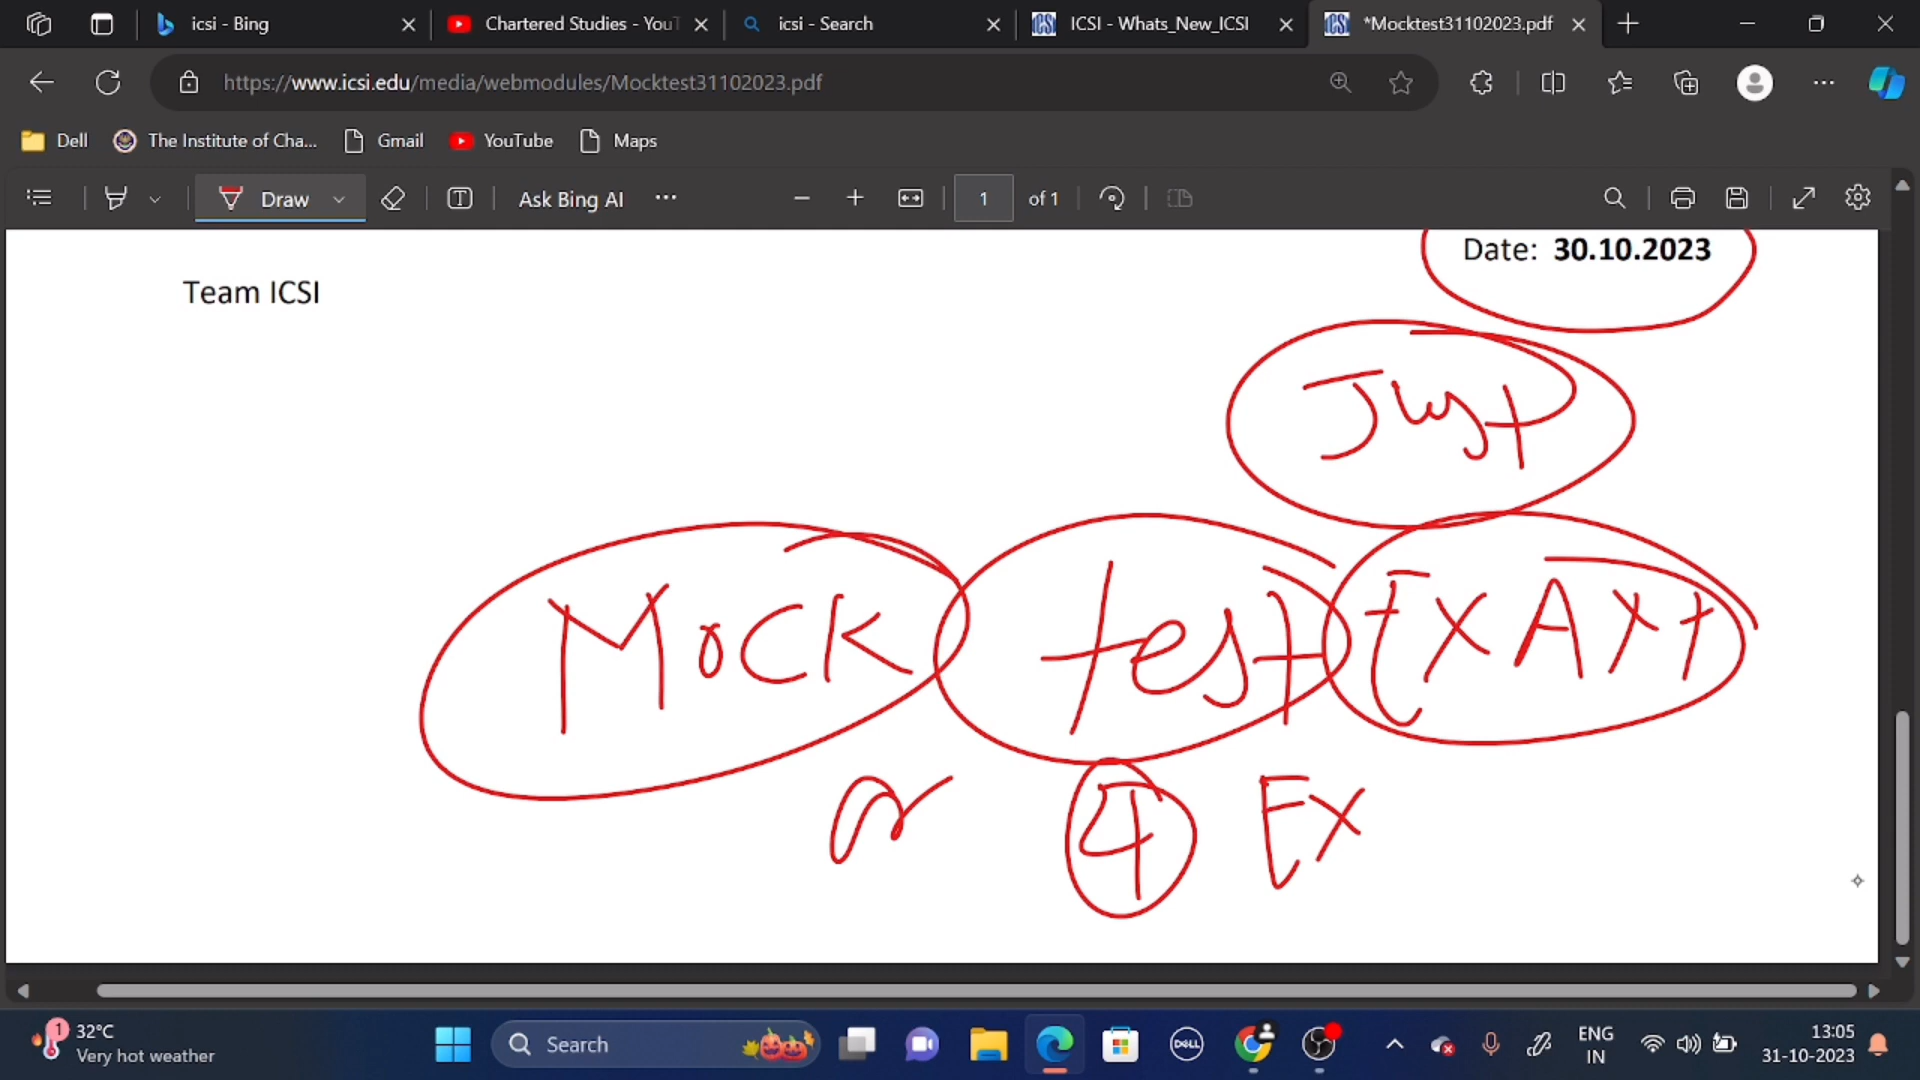 icsi - Bing
Chartered Studies - YouT
icsi - Search
ICSI - Whats_New_ICSI
*Mocktest31102023.pdf
https://www.icsi.edu/media/webmodules/Mocktest31102023.pdf
Dell
The Institute of Cha...
Gmail
YouTube
Maps
Draw
Ask Bing AI
1
of 1
Date: 30.10.2023
Team ICSI
Just
Mock test
or 4 EX
32°C
Very hot weather
1
Search
DELL
ENG
IN
13:05
31-10-2023